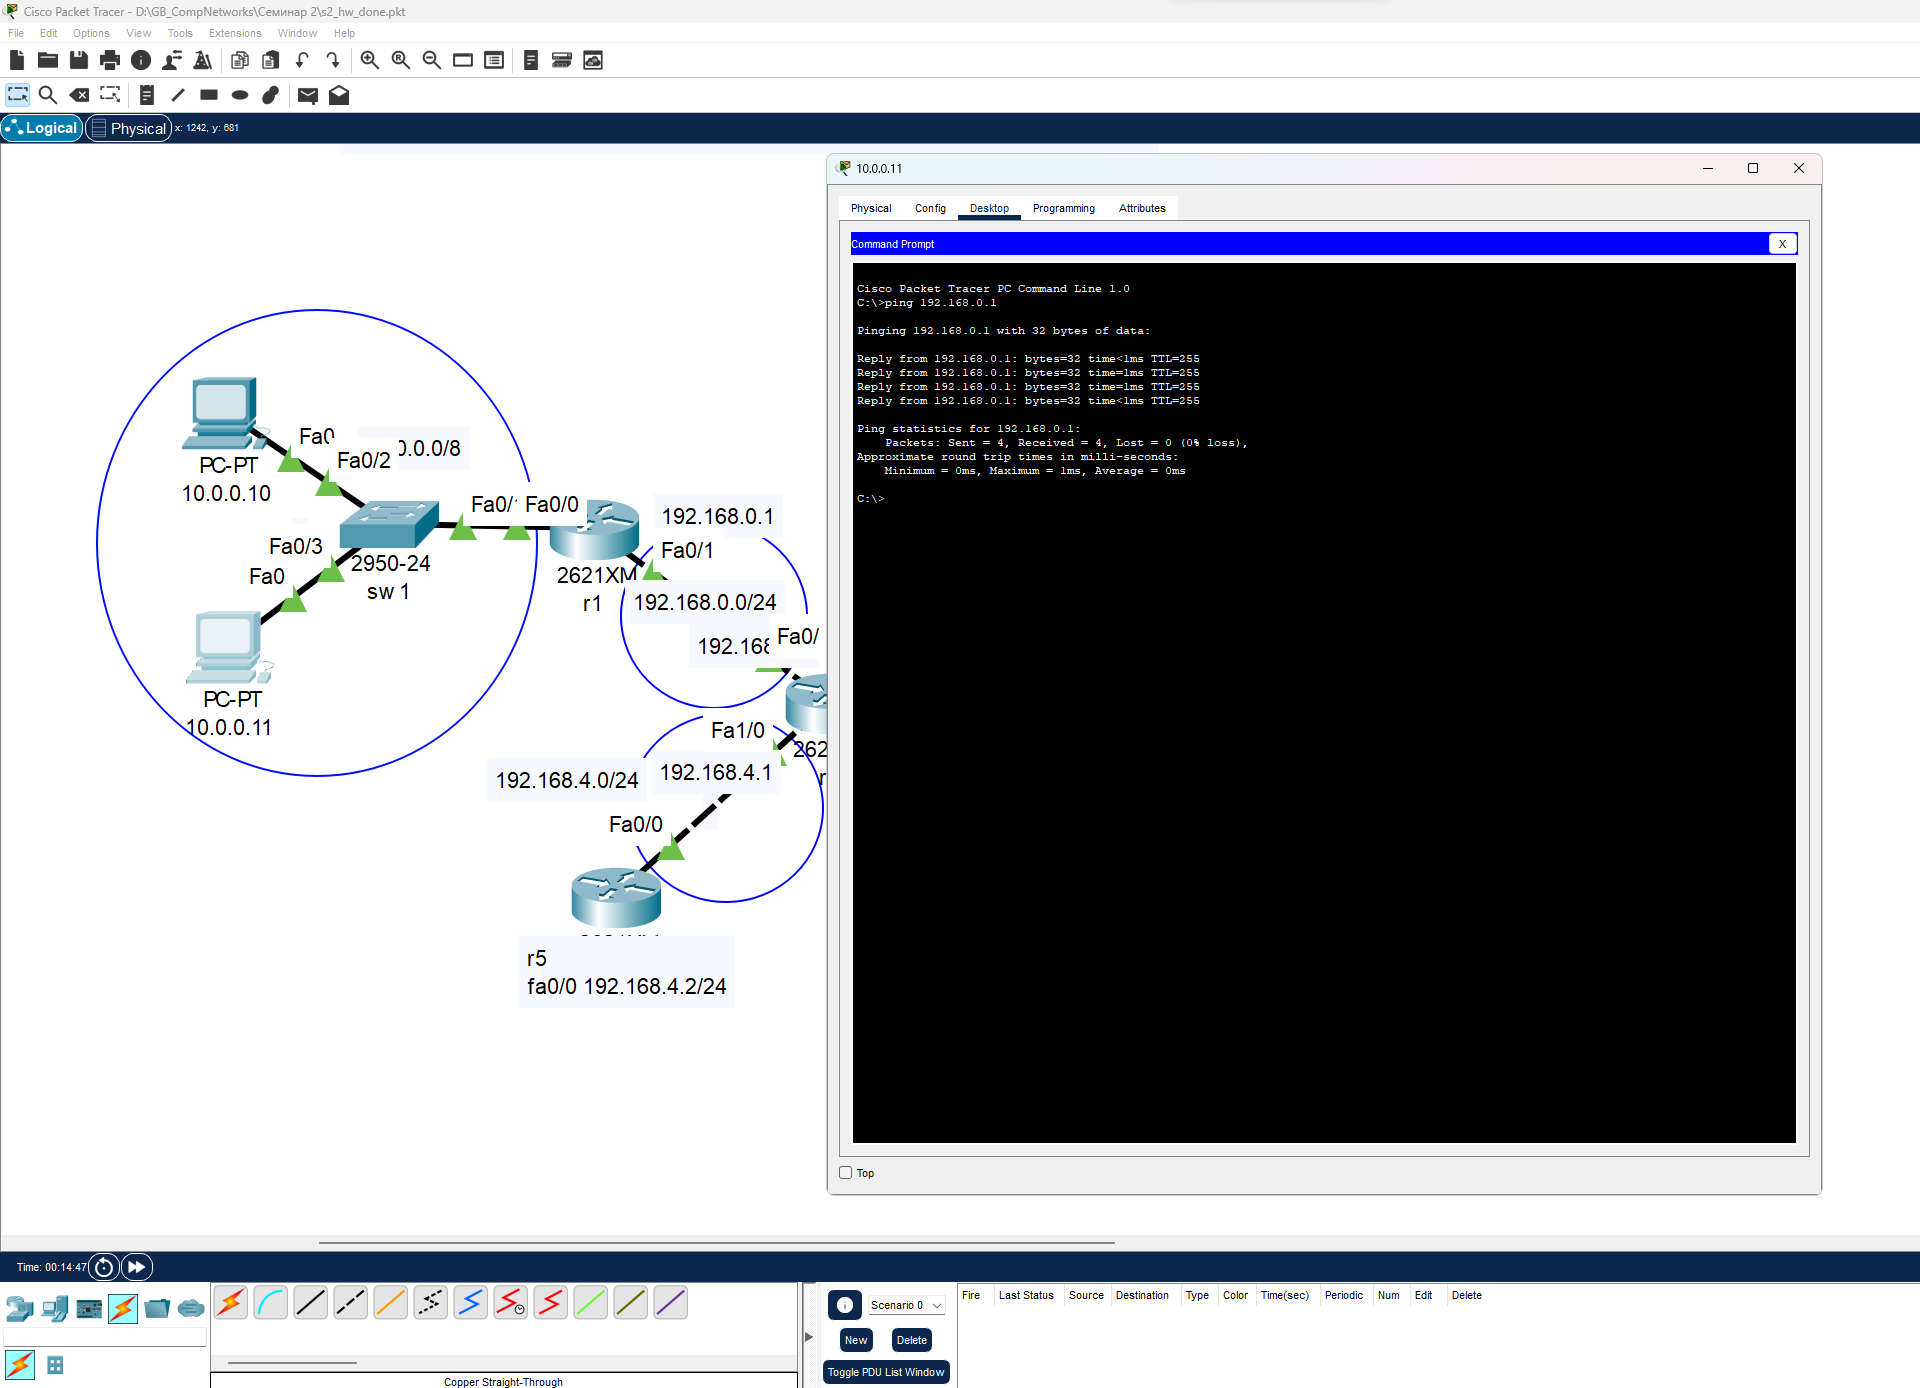 Cisco Packet Tracer - D:\GB_CompNetworks\Семинар 2\s2_hw_done.pkt
File Edit Options View Tools Extensions Window Help
Logical Physical x: 1242, y: 681
10.0.0.11
Physical Config Desktop Programming Attributes
Command Prompt X
Cisco Packet Tracer PC Command Line 1.0
C:\>ping 192.168.0.1
Pinging 192.168.0.1 with 32 bytes of data:
Reply from 192.168.0.1: bytes=32 time<1ms TTL=255
Reply from 192.168.0.1: bytes=32 time=1ms TTL=255
Reply from 192.168.0.1: bytes=32 time=1ms TTL=255
Reply from 192.168.0.1: bytes=32 time<1ms TTL=255
Ping statistics for 192.168.0.1:
Packets: Sent = 4, Received = 4, Lost = 0 (0% loss),
Approximate round trip times in milli-seconds:
Minimum = 0ms, Maximum = 1ms, Average = 0ms
C:\>
Top
Fa0
0.0.0/8
Fa0/2
PC-PT
10.0.0.10
Fa0/ Fa0/0
192.168.0.1
Fa0/3
Fa0/1
2950-24
sw 1
Fa0
2621XM
r1
192.168.0.0/24
Fa0/
192.168
PC-PT
10.0.0.11
Fa1/0
262
r
192.168.4.0/24
192.168.4.1
Fa0/0
r5
fa0/0 192.168.4.2/24
Time: 00:14:47
Scenario 0
New Delete
Toggle PDU List Window
Fire Last Status Source Destination Type Color Time(sec) Periodic Num Edit Delete
Copper Straight-Through